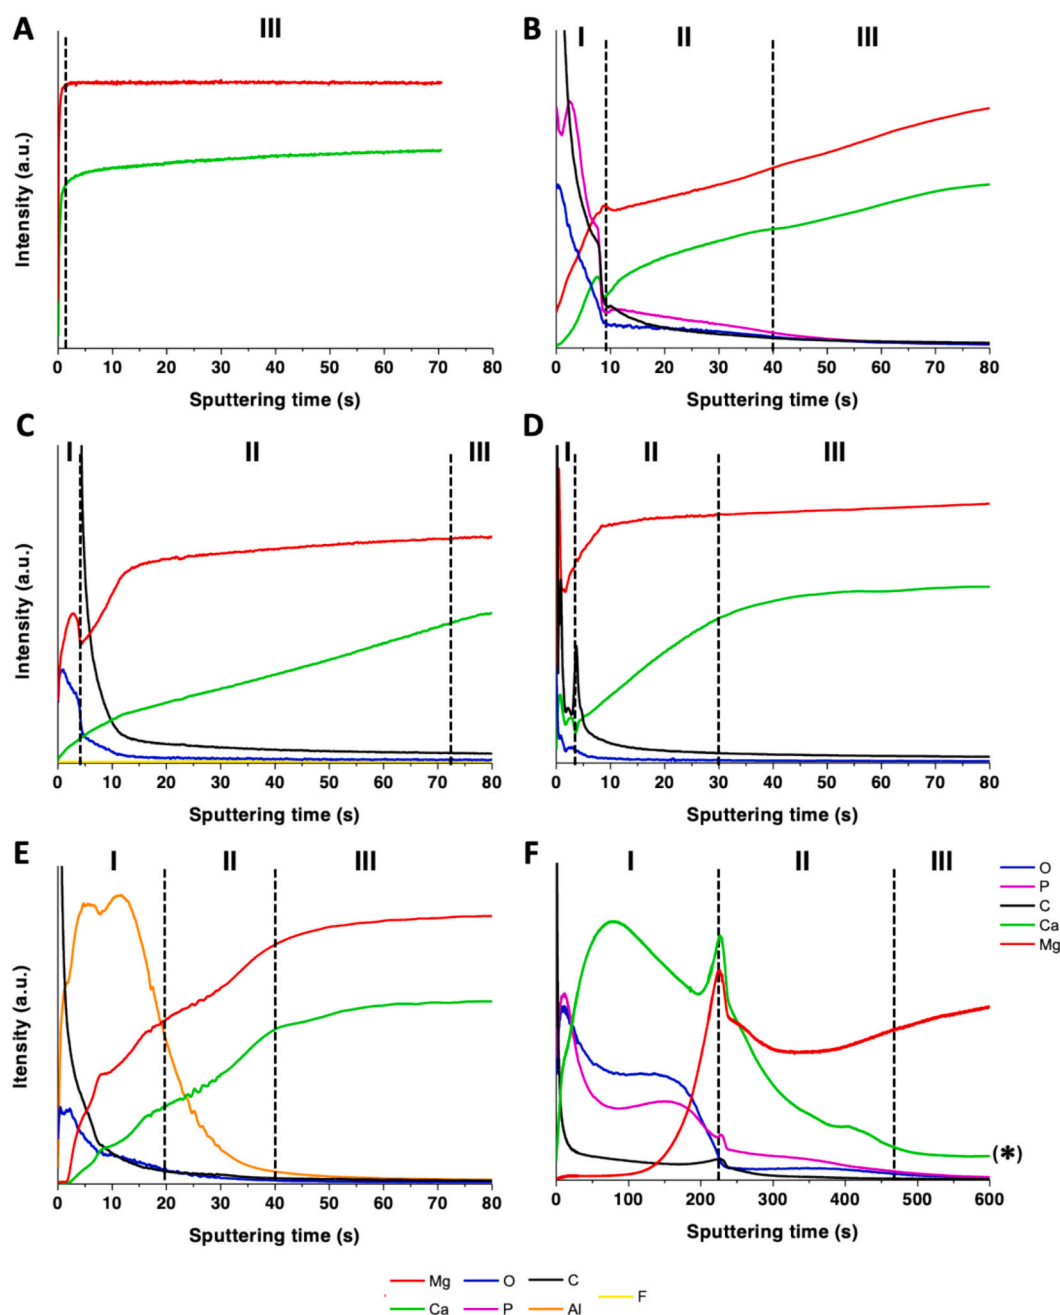 A III B I II III
Intensity (a.u.)
0 10 20 30 40 50 60 70 80 0 10 20 30 40 50 60 70 80
Sputtering time (s) Sputtering time (s)
C I II III D I II III
Intensity (a.u.)
0 10 20 30 40 50 60 70 80 0 10 20 30 40 50 60 70 80
Sputtering time (s) Sputtering time (s)
E I II III F I II III
O
P
C
Ca
Mg
Itensity (a.u.)
(*)
0 10 20 30 40 50 60 70 80 0 100 200 300 400 500 600
Sputtering time (s) Sputtering time (s)
Mg O C F
Ca P Al